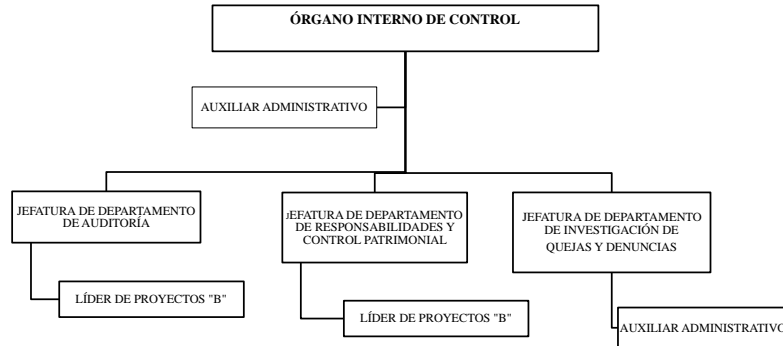 ÓRGANO INTERNO DE CONTROL
AUXILIAR ADMINISTRATIVO
JEFATURA DE DEPARTAMENTO
DE AUDITORÍA
JEFATURA DE DEPARTAMENTO
DE RESPONSABILIDADES Y
CONTROL PATRIMONIAL
JEFATURA DE DEPARTAMENTO
DE INVESTIGACIÓN DE
QUEJAS Y DENUNCIAS
LÍDER DE PROYECTOS "B"
LÍDER DE PROYECTOS "B"
AUXILIAR ADMINISTRATIVO